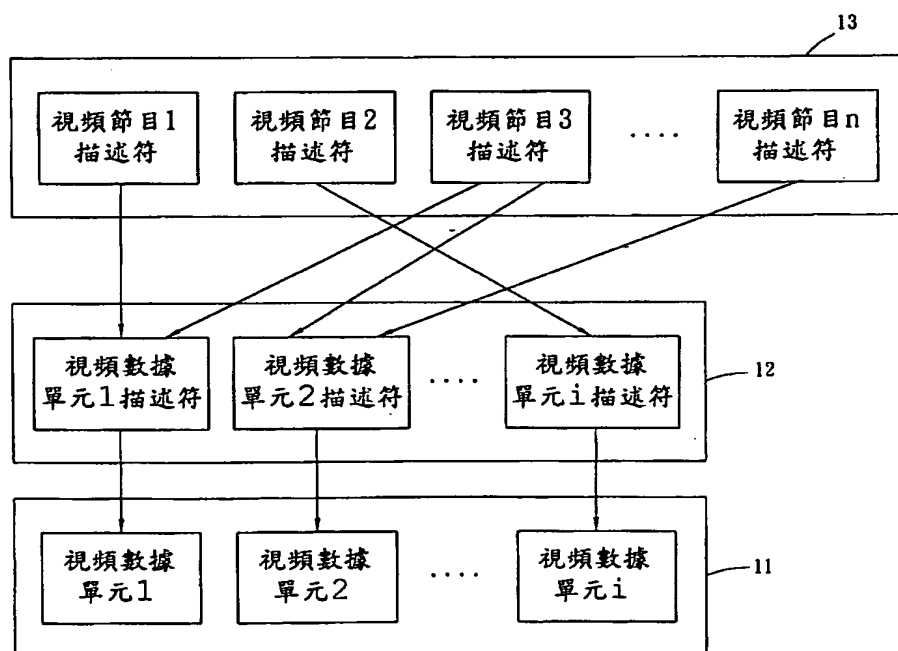 13
視頻節目1
描述符
視頻節目2
描述符
視頻節目3
描述符
....
視頻節目n
描述符
視頻數據
單元1描述符
視頻數據
單元2描述符
....
視頻數據
單元i描述符
12
視頻數據
單元1
視頻數據
單元2
....
視頻數據
單元i
11